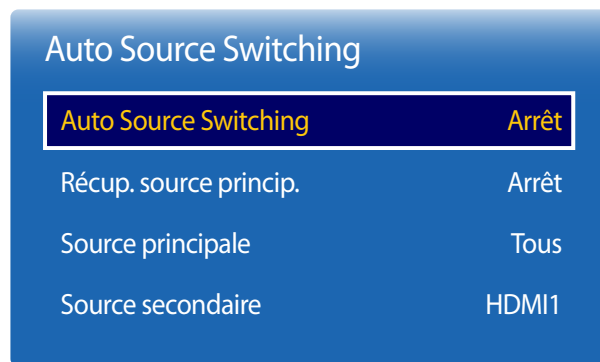 Auto Source Switching
Auto Source Switching Arrêt
Récup. source princip. Arrêt
Source principale Tous
Source secondaire HDMI1